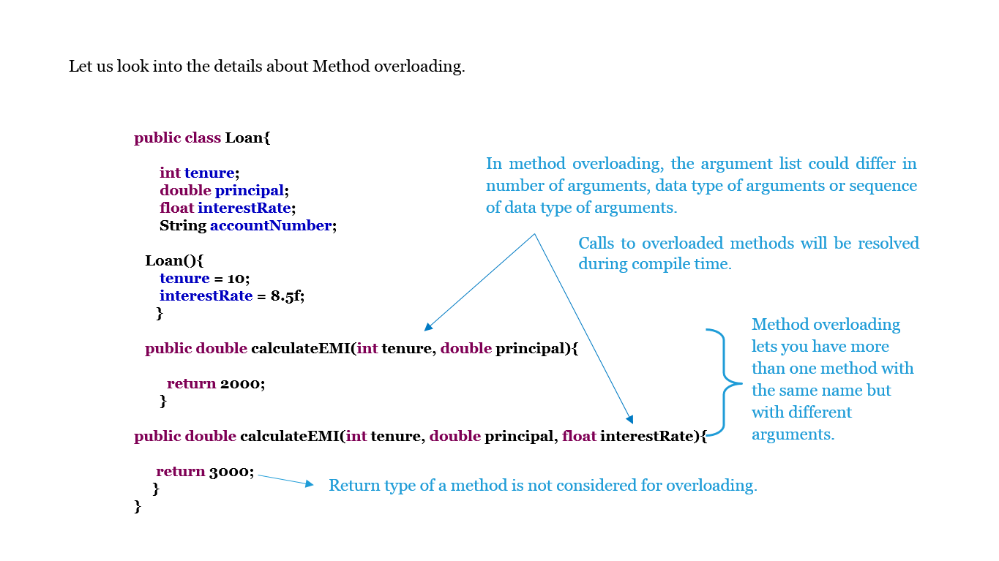 Let us look into the details about Method overloading.
public class Loan{
int tenure;
double principal;
float interestRate;
String accountNumber;
Loan(){
tenure = 10;
interestRate = 8.5f;
}
public double calculateEMI(int tenure, double principal){
return 2000;
}
public double calculateEMI(int tenure, double principal, float interestRate){
return 3000;
}
}
In method overloading, the argument list could differ in
number of arguments, data type of arguments or sequence
of data type of arguments.
Calls to overloaded methods will be resolved
during compile time.
Method overloading
lets you have more
than one method with
the same name but
with different
arguments.
Return type of a method is not considered for overloading.